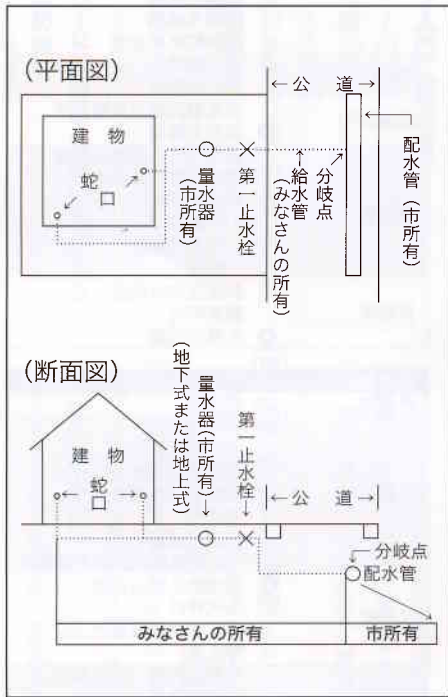 (平面図)
←公道→
建物
蛇口
量水器
(市所有)
第一止水栓
給水管
(みなさんの所有)
分岐点
配水管(市所有)
(断面図)
建物
←蛇口→
量水器(市所有)
(地下式または地上式)
第一止水栓
←公道→
分岐点
配水管
みなさんの所有
市所有